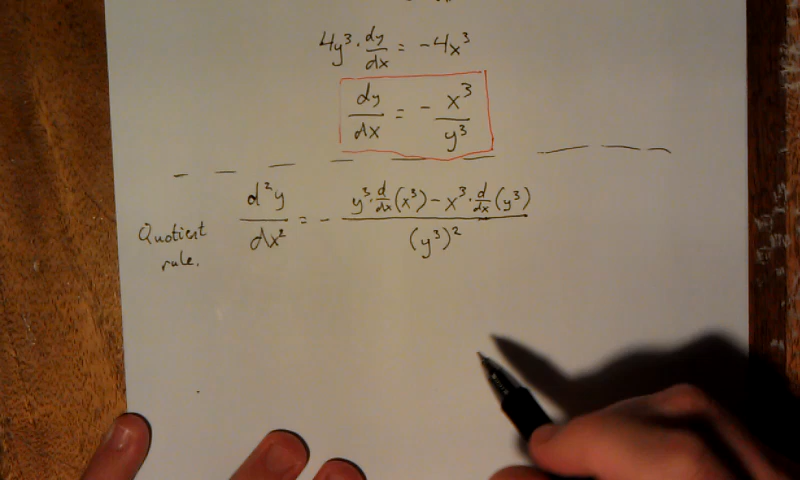 4y³ · dy/dx = -4x³
dy/dx = - x³/y³
d²y/dx² = - (y³ · d/dx (x³) - x³ · d/dx (y³)) / (y³)²
Quotient
rule.